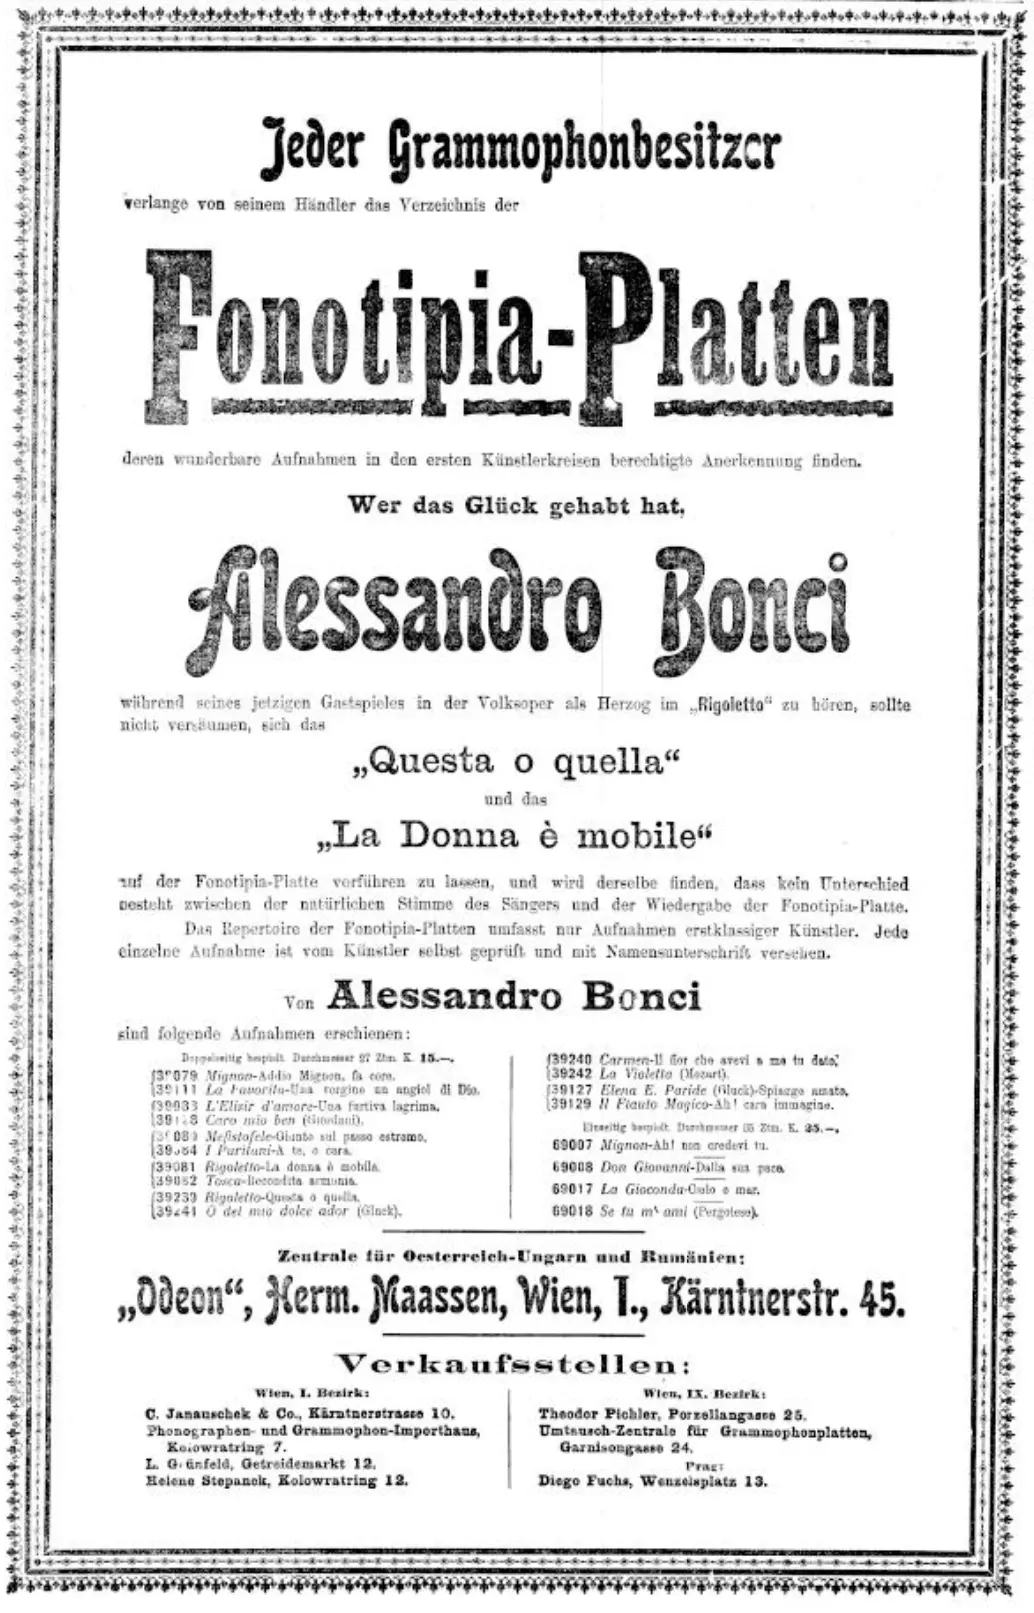 Jeder Grammophonbesitzer
verlange von seinem Händler das Verzeichnis der
Fonotipia-Platten
deren wunderbare Aufnahmen in den ersten Künstlerkreisen berechtigte Anerkennung finden.
Wer das Glück gehabt hat,
Alessandro Bonci
während seines jetzigen Gastspieles in der Volksoper als Herzog im „Rigoletto“ zu hören, sollte
nicht versäumen, sich das
„Questa o quella“
und das
„La Donna è mobile“
auf der Fonotipia-Platte vorführen zu lassen, und wird derselbe finden, dass kein Unterschied
besteht zwischen der natürlichen Stimme des Sängers und der Wiedergabe der Fonotipia-Platte.
Das Repertoire der Fonotipia-Platten umfasst nur Aufnahmen erstklassiger Künstler. Jede
einzelne Aufnahme ist vom Künstler selbst geprüft und mit Namensunterschrift versehen.
Von Alessandro Bonci
sind folgende Aufnahmen erschienen:
Doppelseitig bespielt. Durchmesser 27 Ztm. K. 15.—.
Mignon-Addio Mignon, fa core.
39111 La Favorita-Una vergine un angiol di Dio.
39083 L'Elisir d'amore-Una furtiva lagrima.
Caro mio ben (Giordani).
Mefistofele-Giunto sul passo estremo.
I Puritani-A te, o cara.
39081 Rigoletto-La donna è mobile.
39082 Tosca-Recondita armonia.
39239 Rigoletto-Questa o quella.
39241 O del mio dolce ador (Gluck).
39240 Carmen-Il fior che avevi a me tu dato.
39242 La Violetta (Mozart).
39127 Elena E. Paride (Gluck)-Spiagge amate.
39129 Il Flauto Magico-Ah! cara immagine.
Einseitig bespielt. Durchmesser 35 Ztm. K. 25.—.
69007 Mignon-Ah! non credevi tu.
69008 Don Giovanni-Dalla sua pace.
69017 La Gioconda-Cielo e mar.
69018 Se tu m'ami (Pergolese).
Zentrale für Oesterreich-Ungarn und Rumänien:
„Odeon“, Herm. Maassen, Wien, I., Kärntnerstr. 45.
Verkaufsstellen:
Wien, I. Bezirk:
C. Janauschek & Co., Kärntnerstrasse 10.
Phonographen- und Grammophon-Importhaus,
Kolowratring 7.
L. Grünfeld, Getreidemarkt 12.
Helene Stepanek, Kolowratring 12.
Wien, IX. Bezirk:
Theodor Pichler, Porzellangasse 25.
Umtausch-Zentrale für Grammophonplatten,
Garnisongasse 24.
Prag:
Diego Fuchs, Wenzelsplatz 13.